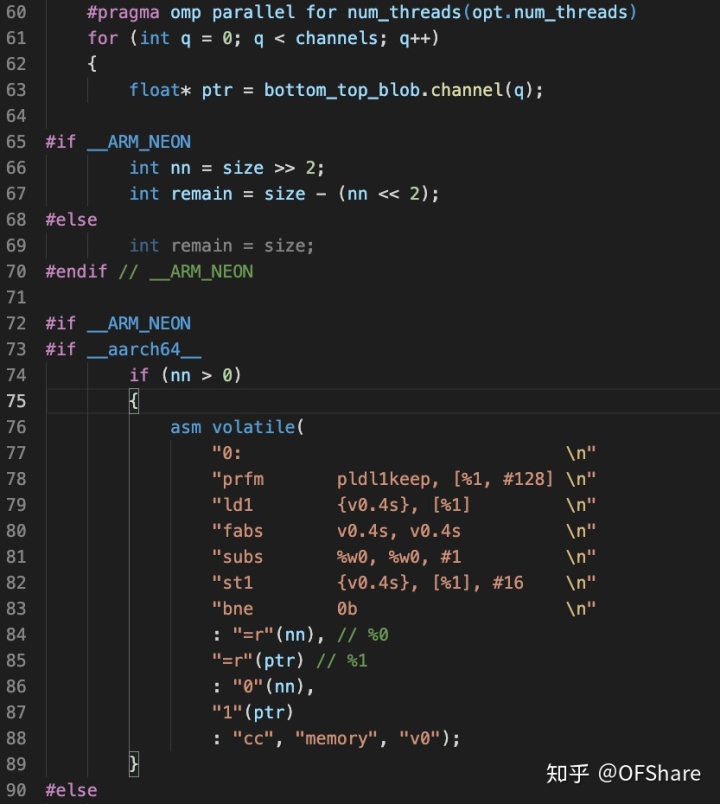 60 #pragma omp parallel for num_threads(opt.num_threads)
61 for (int q = 0; q < channels; q++)
62 {
63 float* ptr = bottom_top_blob.channel(q);
64
65 #if __ARM_NEON
66 int nn = size >> 2;
67 int remain = size - (nn << 2);
68 #else
69 int remain = size;
70 #endif // __ARM_NEON
71
72 #if __ARM_NEON
73 #if __aarch64__
74 if (nn > 0)
75 {
76 asm volatile(
77 "0: \n"
78 "prfm pldl1keep, [%1, #128] \n"
79 "ld1 {v0.4s}, [%1] \n"
80 "fabs v0.4s, v0.4s \n"
81 "subs %w0, %w0, #1 \n"
82 "st1 {v0.4s}, [%1], #16 \n"
83 "bne 0b \n"
84 : "=r"(nn), // %0
85 "=r"(ptr) // %1
86 : "0"(nn),
87 "1"(ptr)
88 : "cc", "memory", "v0");
89 }
90 #else
知乎 @OFShare